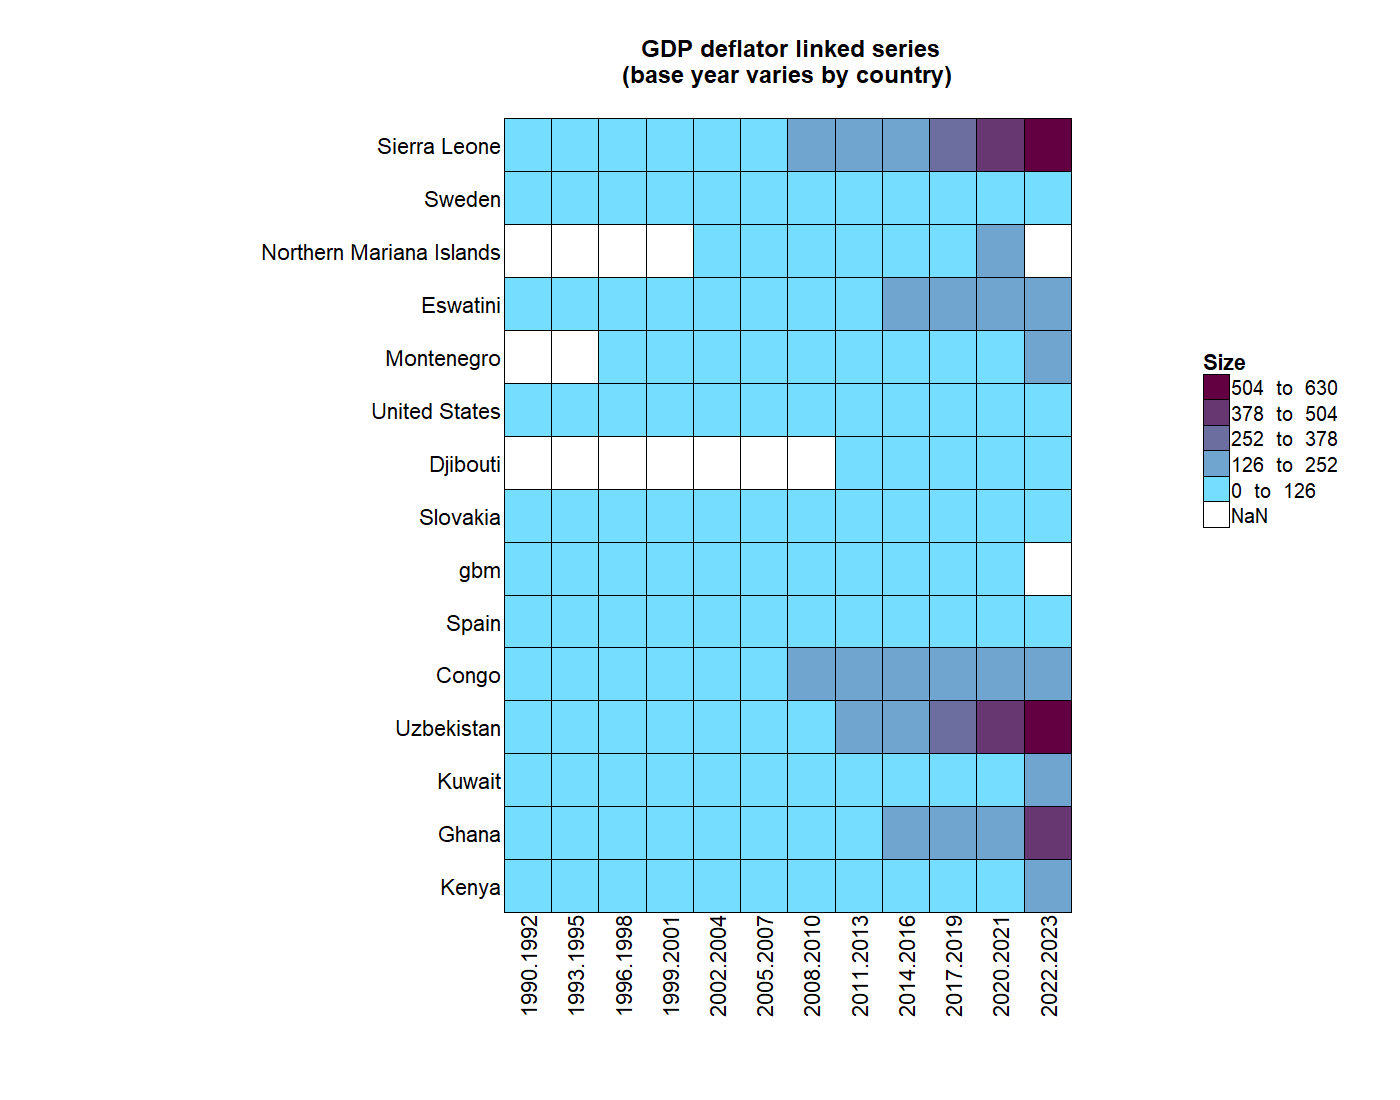 GDP deflator linked series
(base year varies by country)
Sierra Leone
Sweden
Northern Mariana Islands
Eswatini
Montenegro
United States
Djibouti
Slovakia
gbm
Spain
Congo
Uzbekistan
Kuwait
Ghana
Kenya
1990.1992
1993.1995
1996.1998
1999.2001
2002.2004
2005.2007
2008.2010
2011.2013
2014.2016
2017.2019
2020.2021
2022.2023
Size
504 to 630
378 to 504
252 to 378
126 to 252
0 to 126
NaN